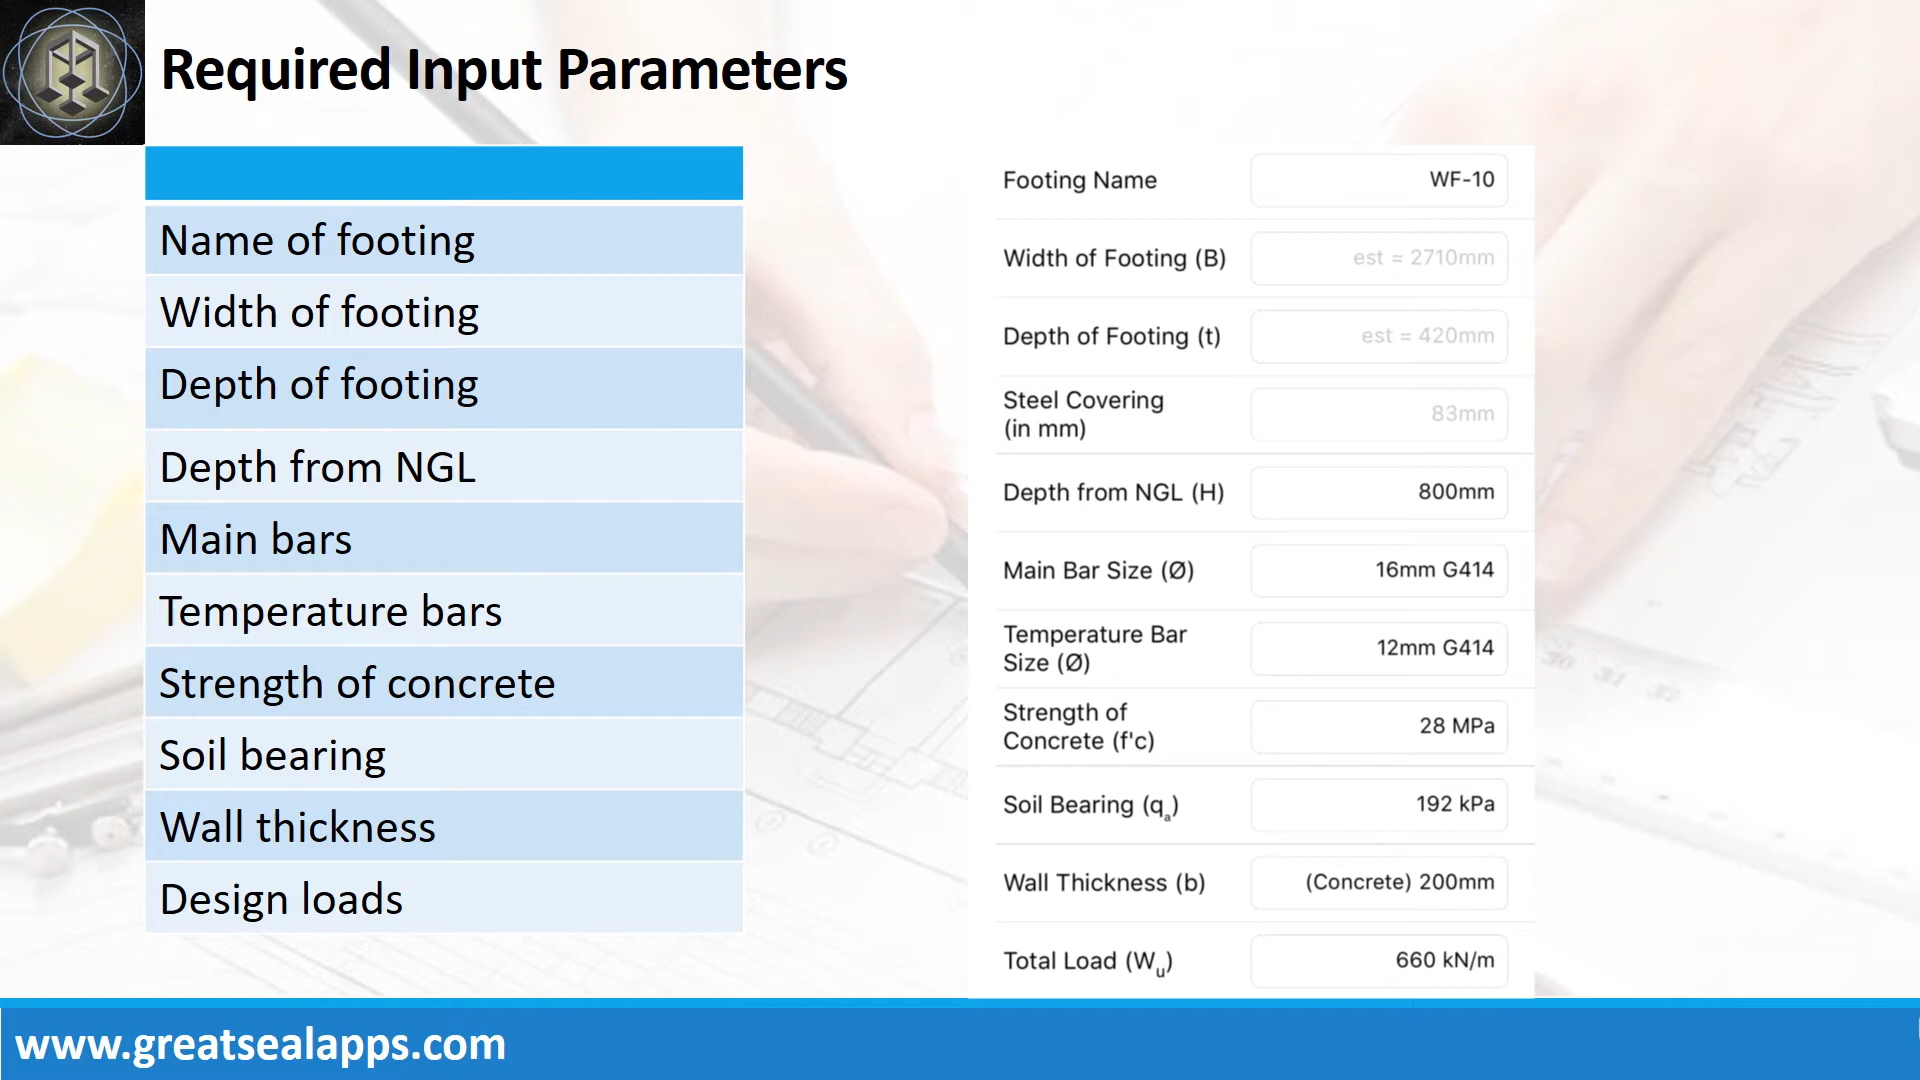 Required Input Parameters
Name of footing
Width of footing
Depth of footing
Depth from NGL
Main bars
Temperature bars
Strength of concrete
Soil bearing
Wall thickness
Design loads
Footing Name WF-10
Width of Footing (B) est = 2710mm
Depth of Footing (t) est = 420mm
Steel Covering
(in mm) 83mm
Depth from NGL (H) 800mm
Main Bar Size (Ø) 16mm G414
Temperature Bar
Size (Ø) 12mm G414
Strength of
Concrete (f'c) 28 MPa
Soil Bearing (qa) 192 kPa
Wall Thickness (b) (Concrete) 200mm
Total Load (Wu) 660 kN/m
30 31 32
www.greatsealapps.com